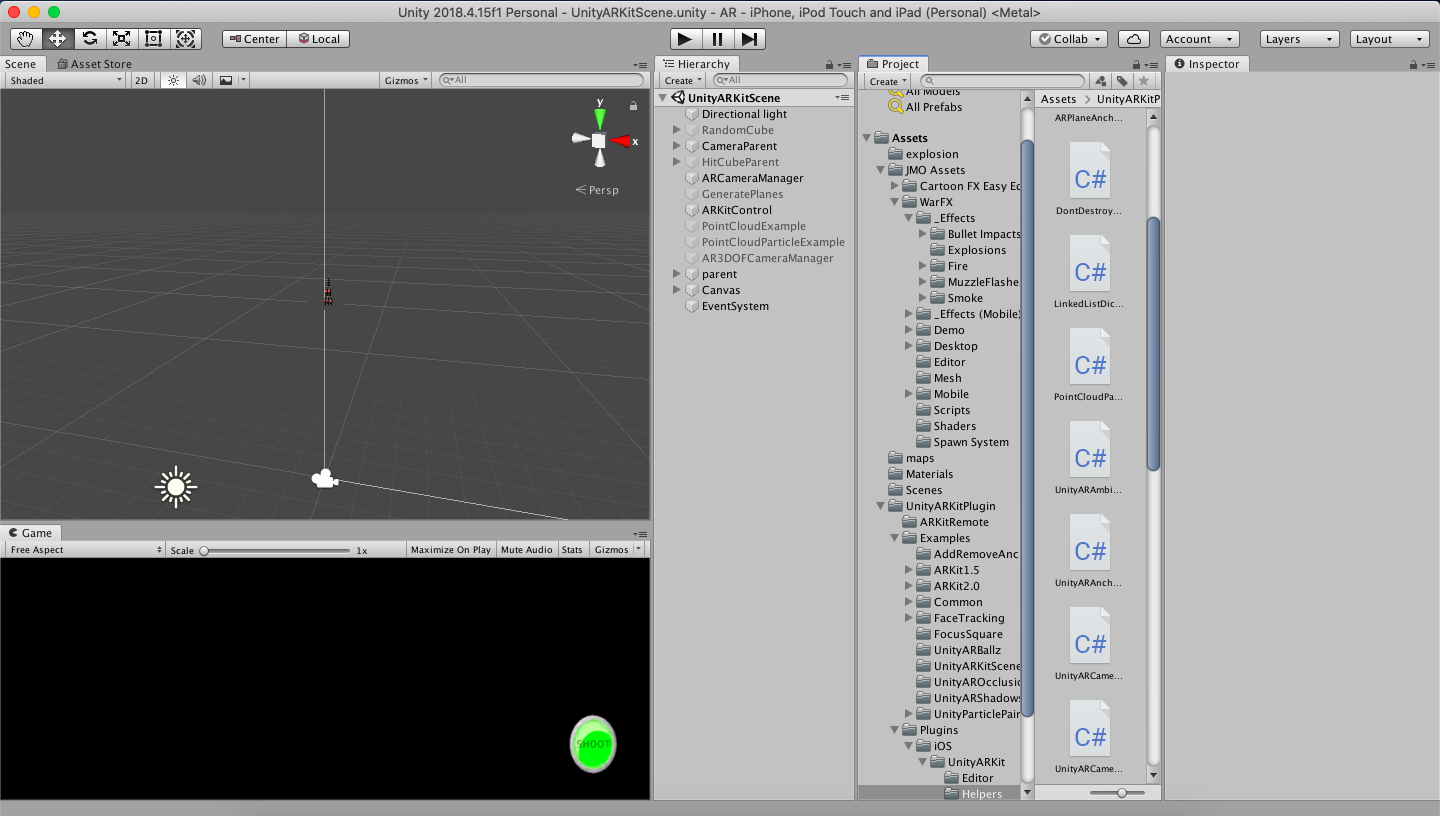 Unity 2018.4.15f1 Personal - UnityARKitScene.unity - AR - iPhone, iPod Touch and iPad (Personal) <Metal>
Center Local Collab Account Layers Layout
Scene Asset Store
Shaded 2D Gizmos All
y
x
Persp
Game
Free Aspect Scale 1x Maximize On Play Mute Audio Stats Gizmos
SHOOT
Hierarchy
Create All
UnityARKitScene
Directional light
RandomCube
CameraParent
HitCubeParent
ARCameraManager
GeneratePlanes
ARKitControl
PointCloudExample
PointCloudParticleExample
AR3DOFCameraManager
parent
Canvas
EventSystem
Project
Create
All Models
All Prefabs
Assets
explosion
JMO Assets
Cartoon FX Easy Ed
WarFX
_Effects
Bullet Impacts
Explosions
Fire
MuzzleFlashe
Smoke
_Effects (Mobile)
Demo
Desktop
Editor
Mesh
Mobile
Scripts
Shaders
Spawn System
maps
Materials
Scenes
UnityARKitPlugin
ARKitRemote
Examples
AddRemoveAnc
ARKit1.5
ARKit2.0
Common
FaceTracking
FocusSquare
UnityARBallz
UnityARKitScene
UnityAROcclusio
UnityARShadows
UnityParticlePain
Plugins
iOS
UnityARKit
Editor
Helpers
Assets UnityARKitP
ARPlaneAnch...
C#
DontDestroy...
C#
LinkedListDic...
C#
PointCloudPa...
C#
UnityARAmbi...
C#
UnityARAnch...
C#
UnityARCame...
C#
UnityARCame...
Inspector